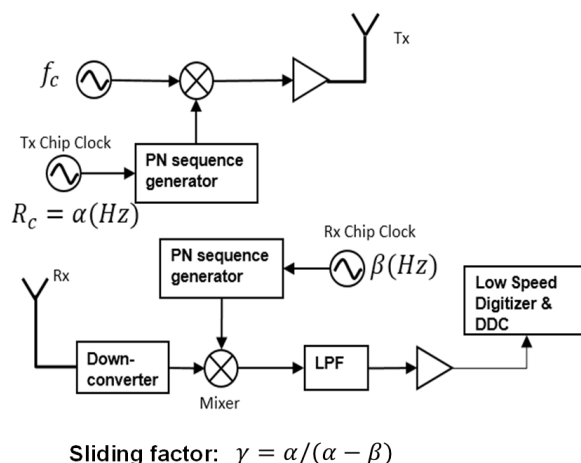 Tx
f_c
Tx Chip Clock
PN sequence
generator
R_c = α(Hz)
Rx Chip Clock
PN sequence
generator
β(Hz)
Rx
Low Speed
Digitizer &
DDC
Down-
converter
LPF
Mixer
Sliding factor: γ = α/(α − β)